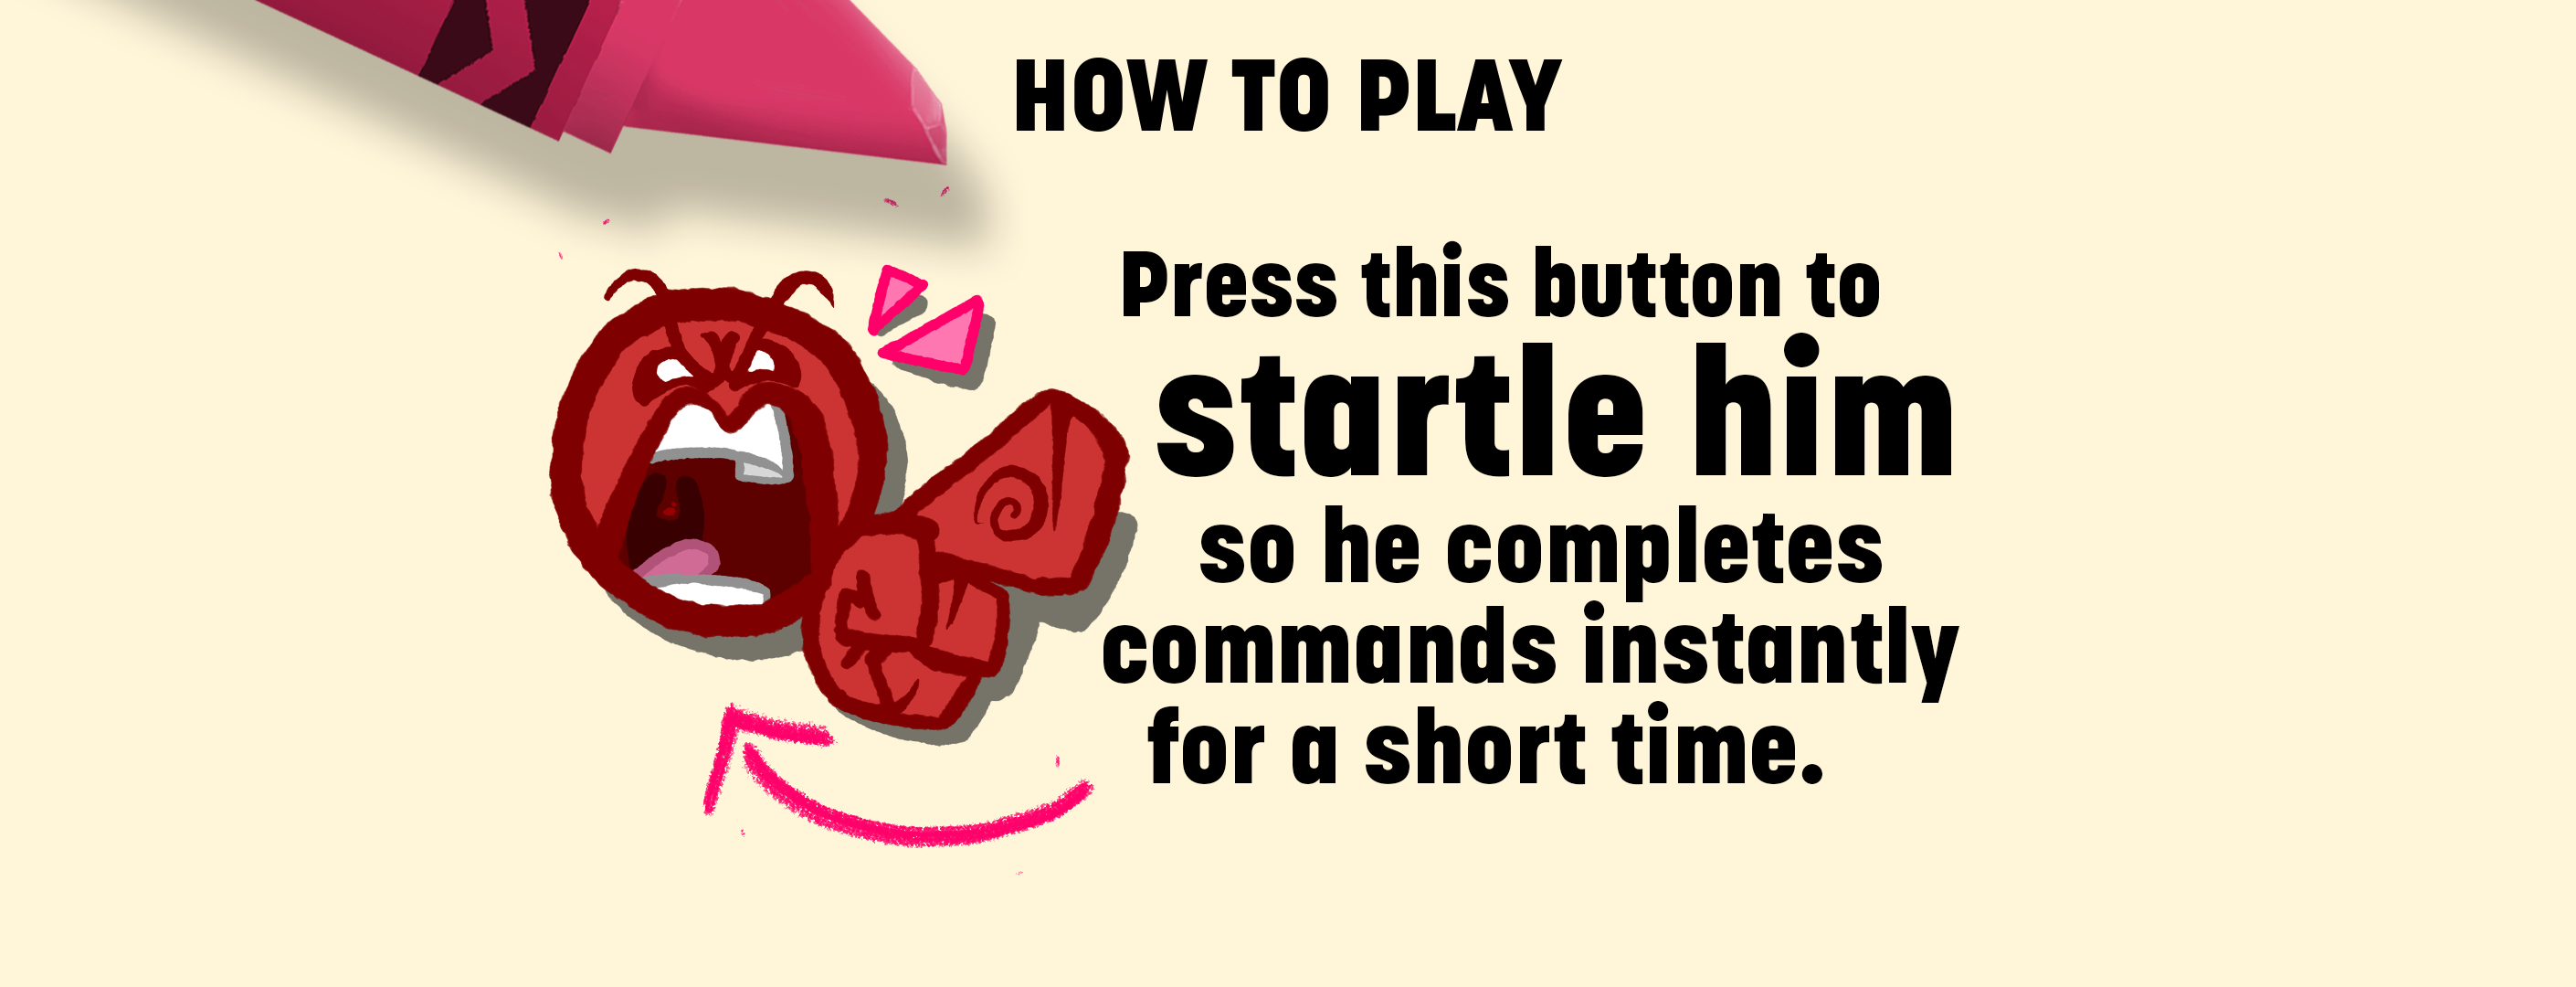 HOW TO PLAY
Press this button to
startle him
so he completes
commands instantly
for a short time.